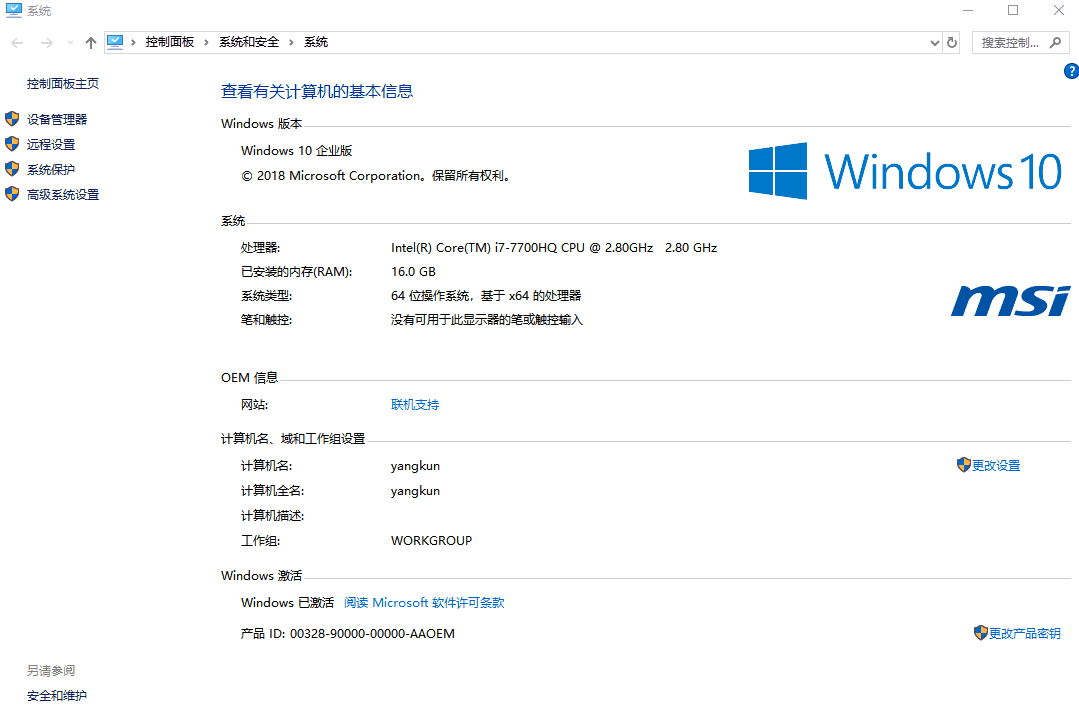 系统
控制面板 › 系统和安全 › 系统
搜索控制...
?
控制面板主页
设备管理器
远程设置
系统保护
高级系统设置
查看有关计算机的基本信息
Windows 版本
Windows 10 企业版
© 2018 Microsoft Corporation。保留所有权利。
Windows 10
系统
处理器: Intel(R) Core(TM) i7-7700HQ CPU @ 2.80GHz 2.80 GHz
已安装的内存(RAM): 16.0 GB
系统类型: 64 位操作系统，基于 x64 的处理器
笔和触控: 没有可用于此显示器的笔或触控输入
msi
OEM 信息
网站: 联机支持
计算机名、域和工作组设置
计算机名: yangkun 更改设置
计算机全名: yangkun
计算机描述:
工作组: WORKGROUP
Windows 激活
Windows 已激活 阅读 Microsoft 软件许可条款
产品 ID: 00328-90000-00000-AAOEM 更改产品密钥
另请参阅
安全和维护